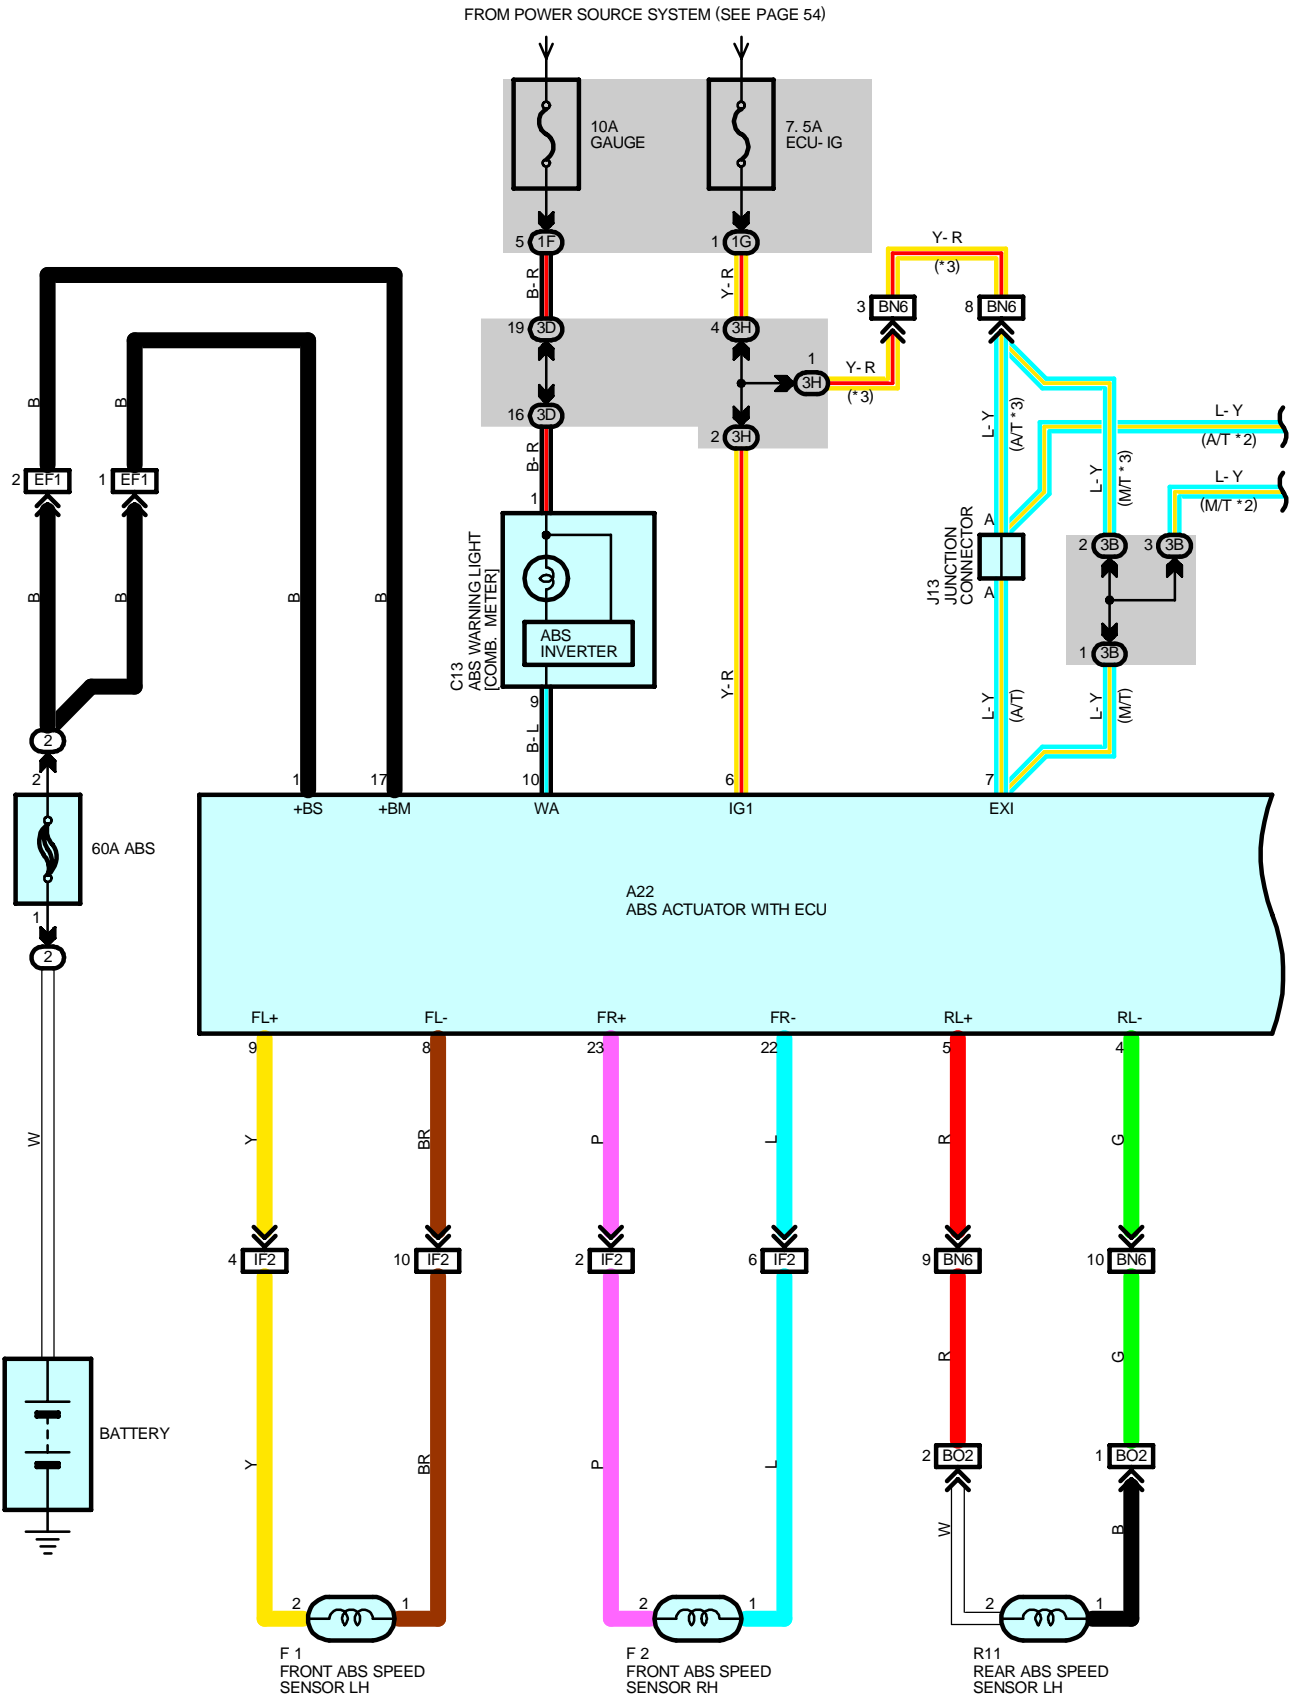 FROM POWER SOURCE SYSTEM (SEE PAGE 54)
10A
GAUGE
7. 5A
ECU- IG
5 1F
1 1G
B- R
Y- R
Y- R
(*3)
3 BN6
8 BN6
19 3D
4 3H
1
3H
Y- R
(*3)
16 3D
2 3H
L- Y
(A/T *3)
L- Y
(A/T *2)
L- Y
(M/T *3)
L- Y
(M/T *2)
B
B
B- R
2 EF1
1 EF1
1
A
J13
JUNCTION
CONNECTOR
A
2 3B
3 3B
1 3B
B
B
B
B
C13
ABS WARNING LIGHT
[COMB. METER]
ABS
INVERTER
9
B- L
Y- R
L- Y
(A/T)
L- Y
(M/T)
2
2
1
17
10
6
7
+BS
+BM
WA
IG1
EXI
60A ABS
A22
ABS ACTUATOR WITH ECU
1
2
FL+
FL-
FR+
FR-
RL+
RL-
9
8
23
22
5
4
W
Y
BR
P
L
R
G
4 IF2
10 IF2
2 IF2
6 IF2
9 BN6
10 BN6
R
G
BATTERY
Y
BR
P
L
2 BO2
1 BO2
W
B
2
1
2
1
2
1
F 1
FRONT ABS SPEED
SENSOR LH
F 2
FRONT ABS SPEED
SENSOR RH
R11
REAR ABS SPEED
SENSOR LH